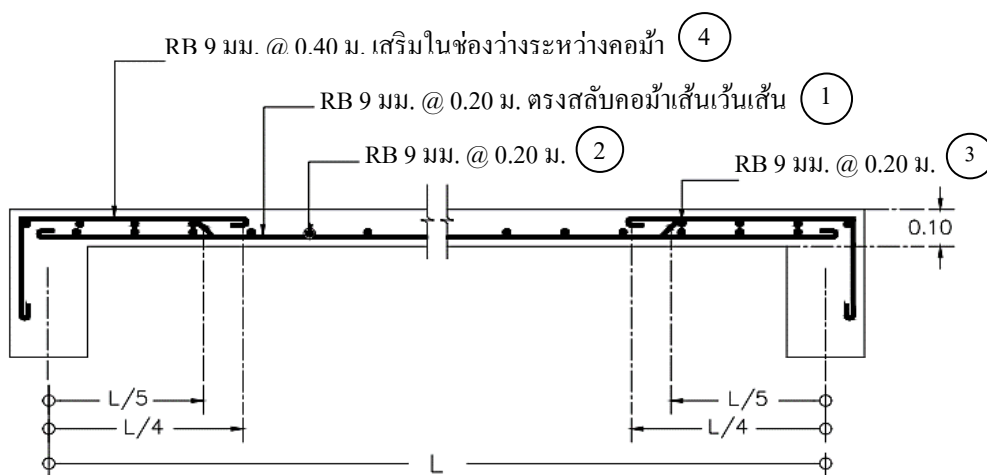 RB 9 มม. @ 0.40 ม. เสริมในช่องว่างระหว่างคอม้า 4
RB 9 มม. @ 0.20 ม. ตรงสลับคอม้าเส้นเว้นเส้น 1
RB 9 มม. @ 0.20 ม. 2
RB 9 มม. @ 0.20 ม. 3
0.10
L/5
L/5
L/4
L/4
L